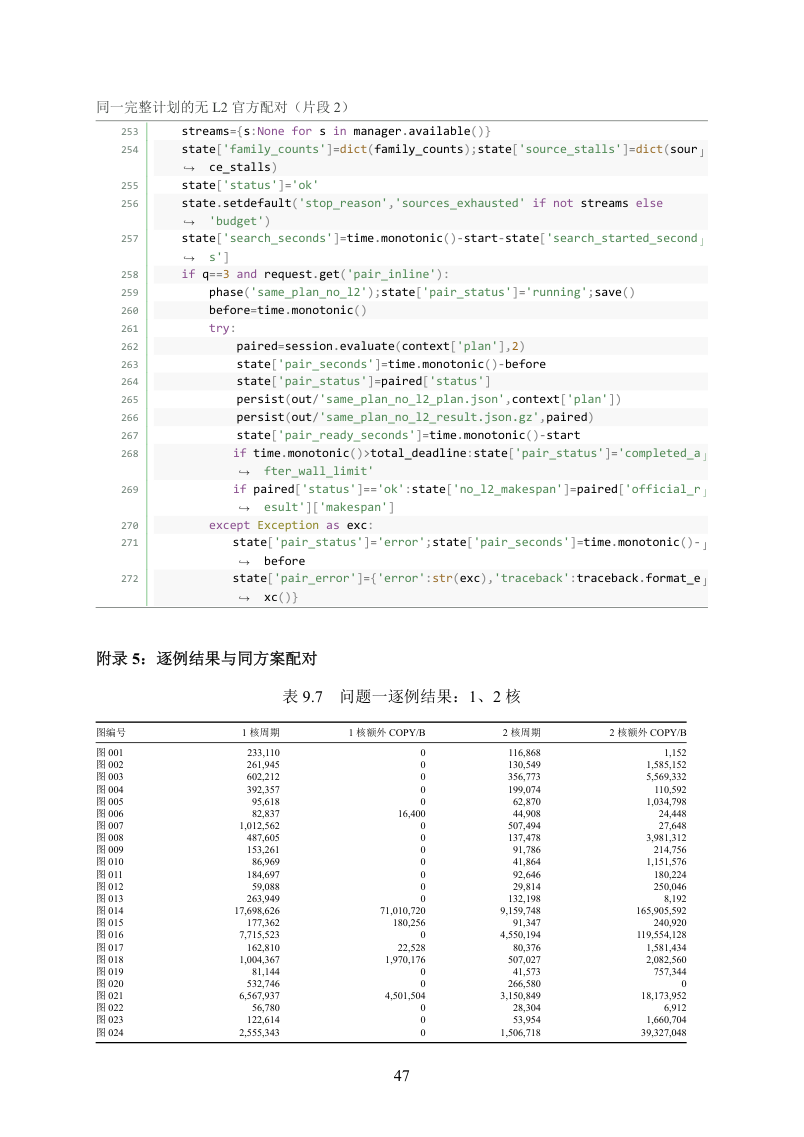 同一完整计划的无 L2 官方配对（片段 2）
253 streams={s:None for s in manager.available()}
254 state['family_counts']=dict(family_counts);state['source_stalls']=dict(sour⌋
↪ ce_stalls)
255 state['status']='ok'
256 state.setdefault('stop_reason','sources_exhausted' if not streams else
↪ 'budget')
257 state['search_seconds']=time.monotonic()-start-state['search_started_second⌋
↪ s']
258 if q==3 and request.get('pair_inline'):
259 phase('same_plan_no_l2');state['pair_status']='running';save()
260 before=time.monotonic()
261 try:
262 paired=session.evaluate(context['plan'],2)
263 state['pair_seconds']=time.monotonic()-before
264 state['pair_status']=paired['status']
265 persist(out/'same_plan_no_l2_plan.json',context['plan'])
266 persist(out/'same_plan_no_l2_result.json.gz',paired)
267 state['pair_ready_seconds']=time.monotonic()-start
268 if time.monotonic()>total_deadline:state['pair_status']='completed_a⌋
↪ fter_wall_limit'
269 if paired['status']=='ok':state['no_l2_makespan']=paired['official_r⌋
↪ esult']['makespan']
270 except Exception as exc:
271 state['pair_status']='error';state['pair_seconds']=time.monotonic()-⌋
↪ before
272 state['pair_error']={'error':str(exc),'traceback':traceback.format_e⌋
↪ xc()}
附录 5：逐例结果与同方案配对
表 9.7 问题一逐例结果：1、2 核
图编号 1 核周期 1 核额外 COPY/B 2 核周期 2 核额外 COPY/B
图 001 233,110 0 116,868 1,152
图 002 261,945 0 130,549 1,585,152
图 003 602,212 0 356,773 5,569,332
图 004 392,357 0 199,074 110,592
图 005 95,618 0 62,870 1,034,798
图 006 82,837 16,400 44,908 24,448
图 007 1,012,562 0 507,494 27,648
图 008 487,605 0 137,478 3,981,312
图 009 153,261 0 91,786 214,756
图 010 86,969 0 41,864 1,151,576
图 011 184,697 0 92,646 180,224
图 012 59,088 0 29,814 250,046
图 013 263,949 0 132,198 8,192
图 014 17,698,626 71,010,720 9,159,748 165,905,592
图 015 177,362 180,256 91,347 240,920
图 016 7,715,523 0 4,550,194 119,554,128
图 017 162,810 22,528 80,376 1,581,434
图 018 1,004,367 1,970,176 507,027 2,082,560
图 019 81,144 0 41,573 757,344
图 020 532,746 0 266,580 0
图 021 6,567,937 4,501,504 3,150,849 18,173,952
图 022 56,780 0 28,304 6,912
图 023 122,614 0 53,954 1,660,704
图 024 2,555,343 0 1,506,718 39,327,048
47